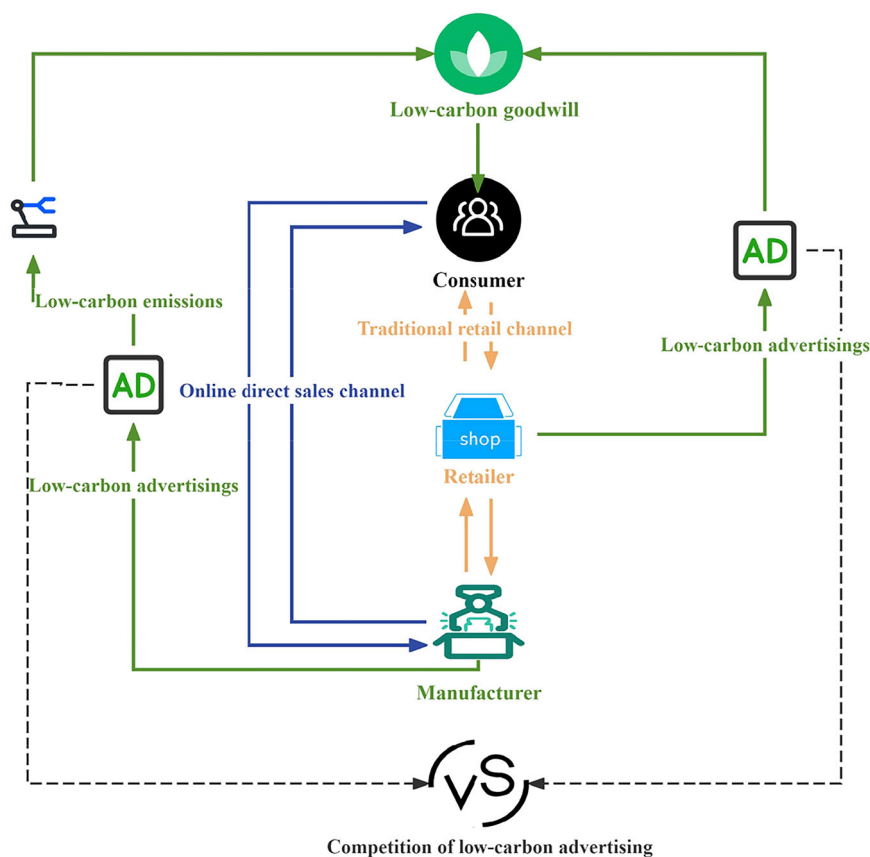 Low-carbon goodwill
AD
Consumer
Low-carbon emissions
Traditional retail channel
Low-carbon advertisings
AD
Online direct sales channel
shop
Retailer
Low-carbon advertisings
Manufacturer
VS
Competition of low-carbon advertising